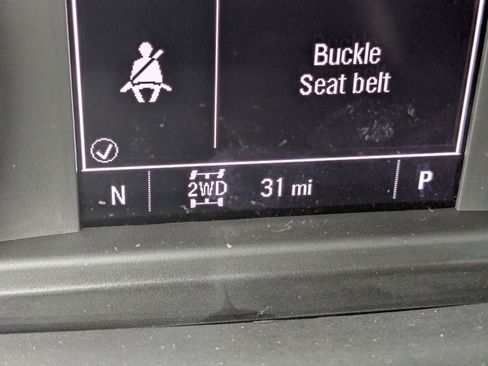 Buckle
Seat belt
N 2WD 31 mi P